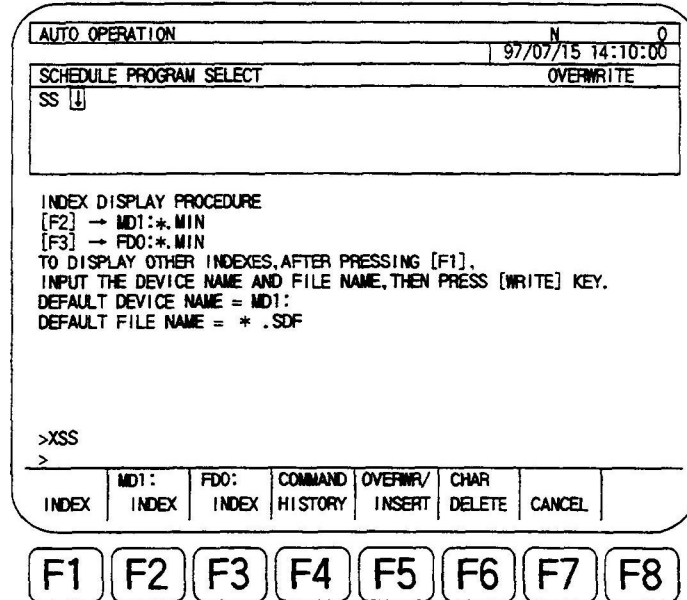 AUTO OPERATION N 0
97/07/15 14:10:00
SCHEDULE PROGRAM SELECT OVERWRITE
SS ↓
INDEX DISPLAY PROCEDURE
[F2] → MD1:*.MIN
[F3] → FD0:*.MIN
TO DISPLAY OTHER INDEXES,AFTER PRESSING [F1],
INPUT THE DEVICE NAME AND FILE NAME,THEN PRESS [WRITE] KEY.
DEFAULT DEVICE NAME = MD1:
DEFAULT FILE NAME = * .SDF
>XSS
>
MD1: FD0: COMMAND OVERWR/ CHAR
INDEX INDEX INDEX HISTORY INSERT DELETE CANCEL
F1 F2 F3 F4 F5 F6 F7 F8